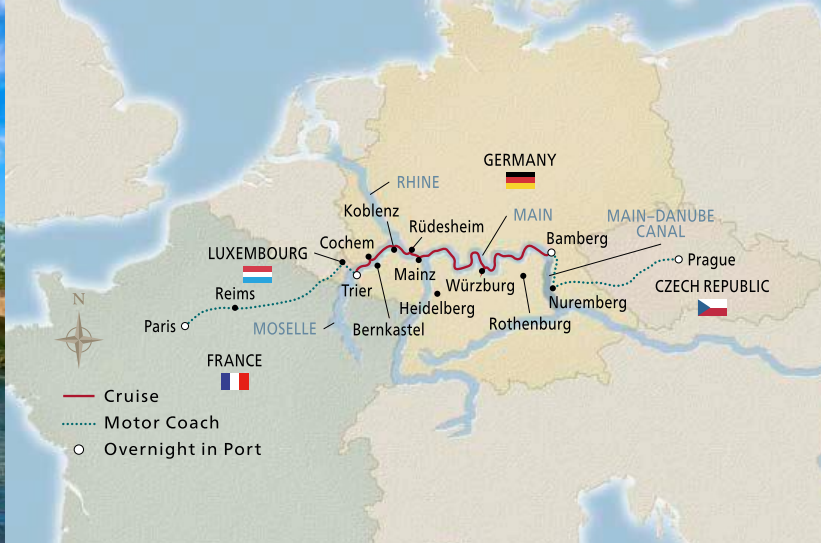 GERMANY
RHINE
Koblenz
Rüdesheim
MAIN
MAIN–DANUBE
CANAL
Cochem
Bamberg
LUXEMBOURG
Prague
Mainz
Trier
Würzburg
CZECH REPUBLIC
Reims
N
Heidelberg
Nuremberg
Paris
MOSELLE
Bernkastel
Rothenburg
FRANCE
Cruise
Motor Coach
Overnight in Port